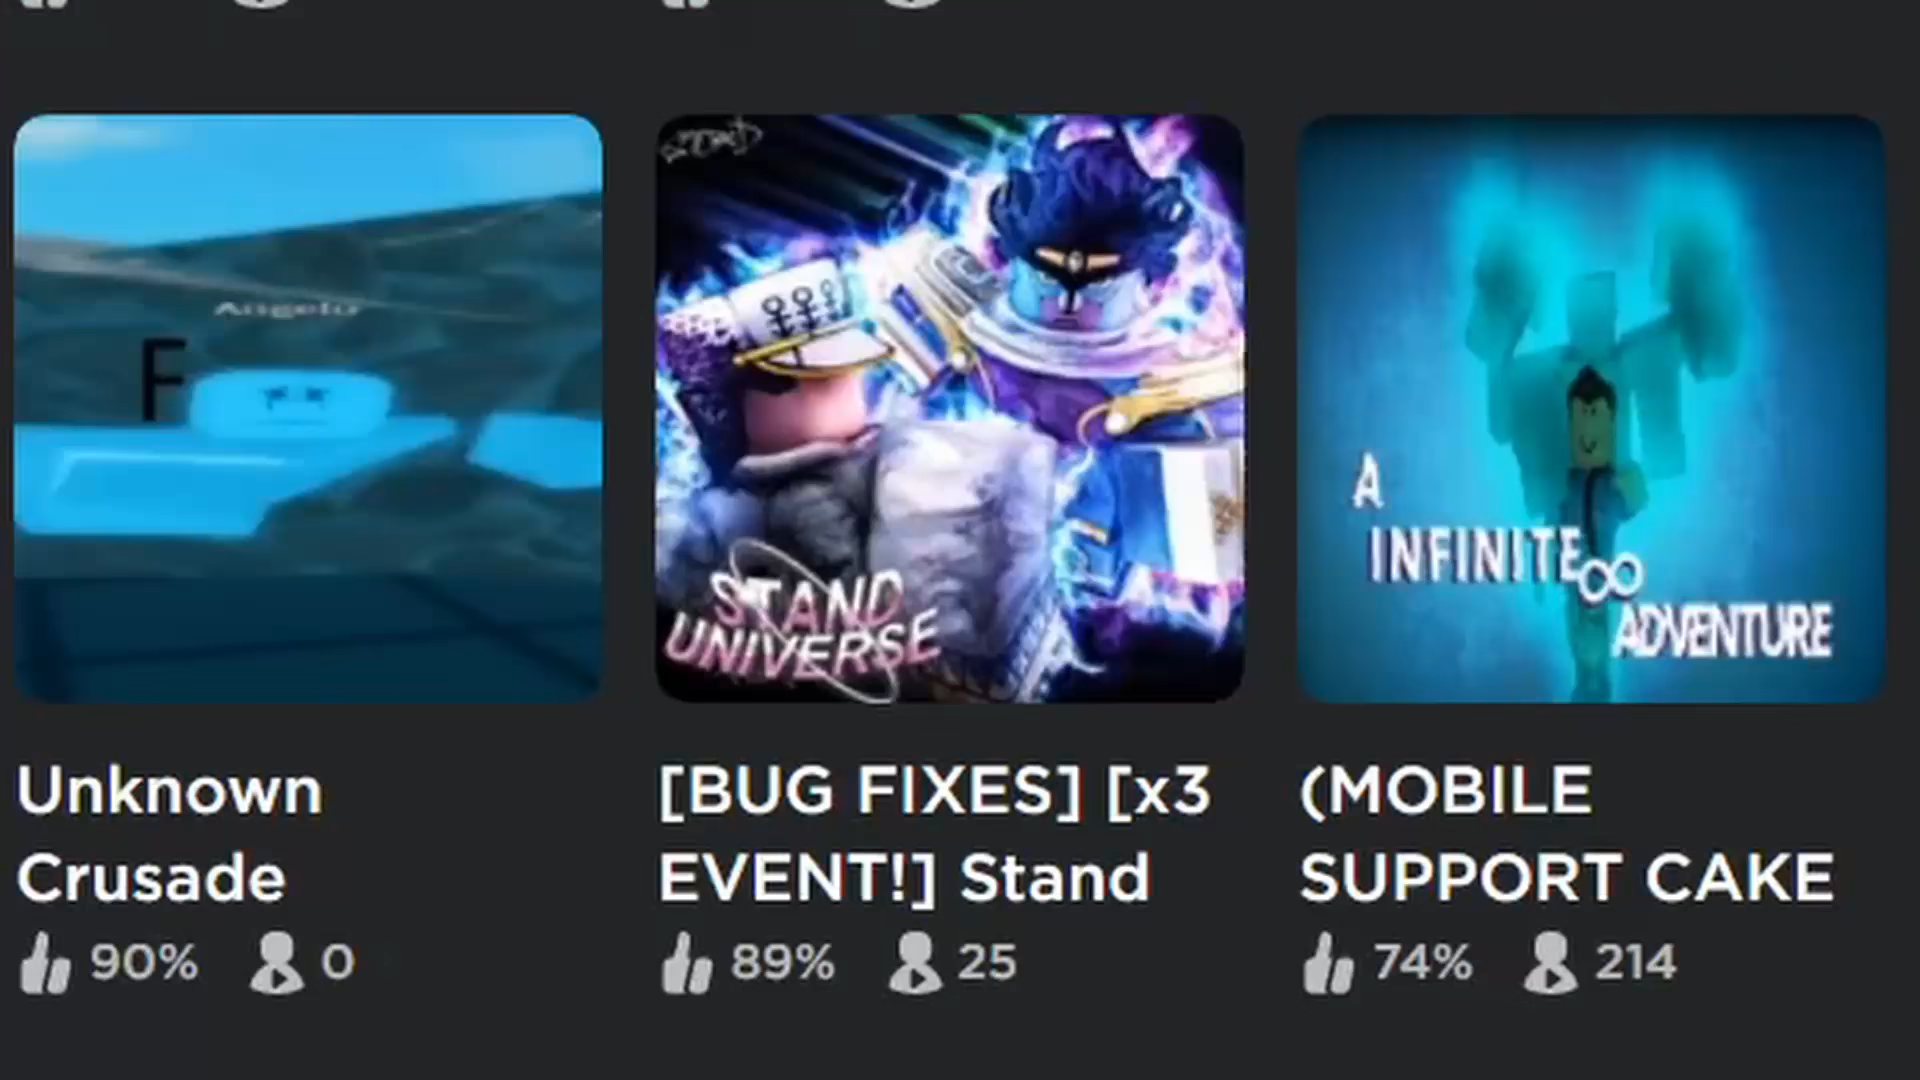 Angelo
F
STAND
UNIVERSE
A
INFINITE∞
ADVENTURE
Unknown
Crusade
90% 0
[BUG FIXES] [x3
EVENT!] Stand
89% 25
(MOBILE
SUPPORT CAKE
74% 214